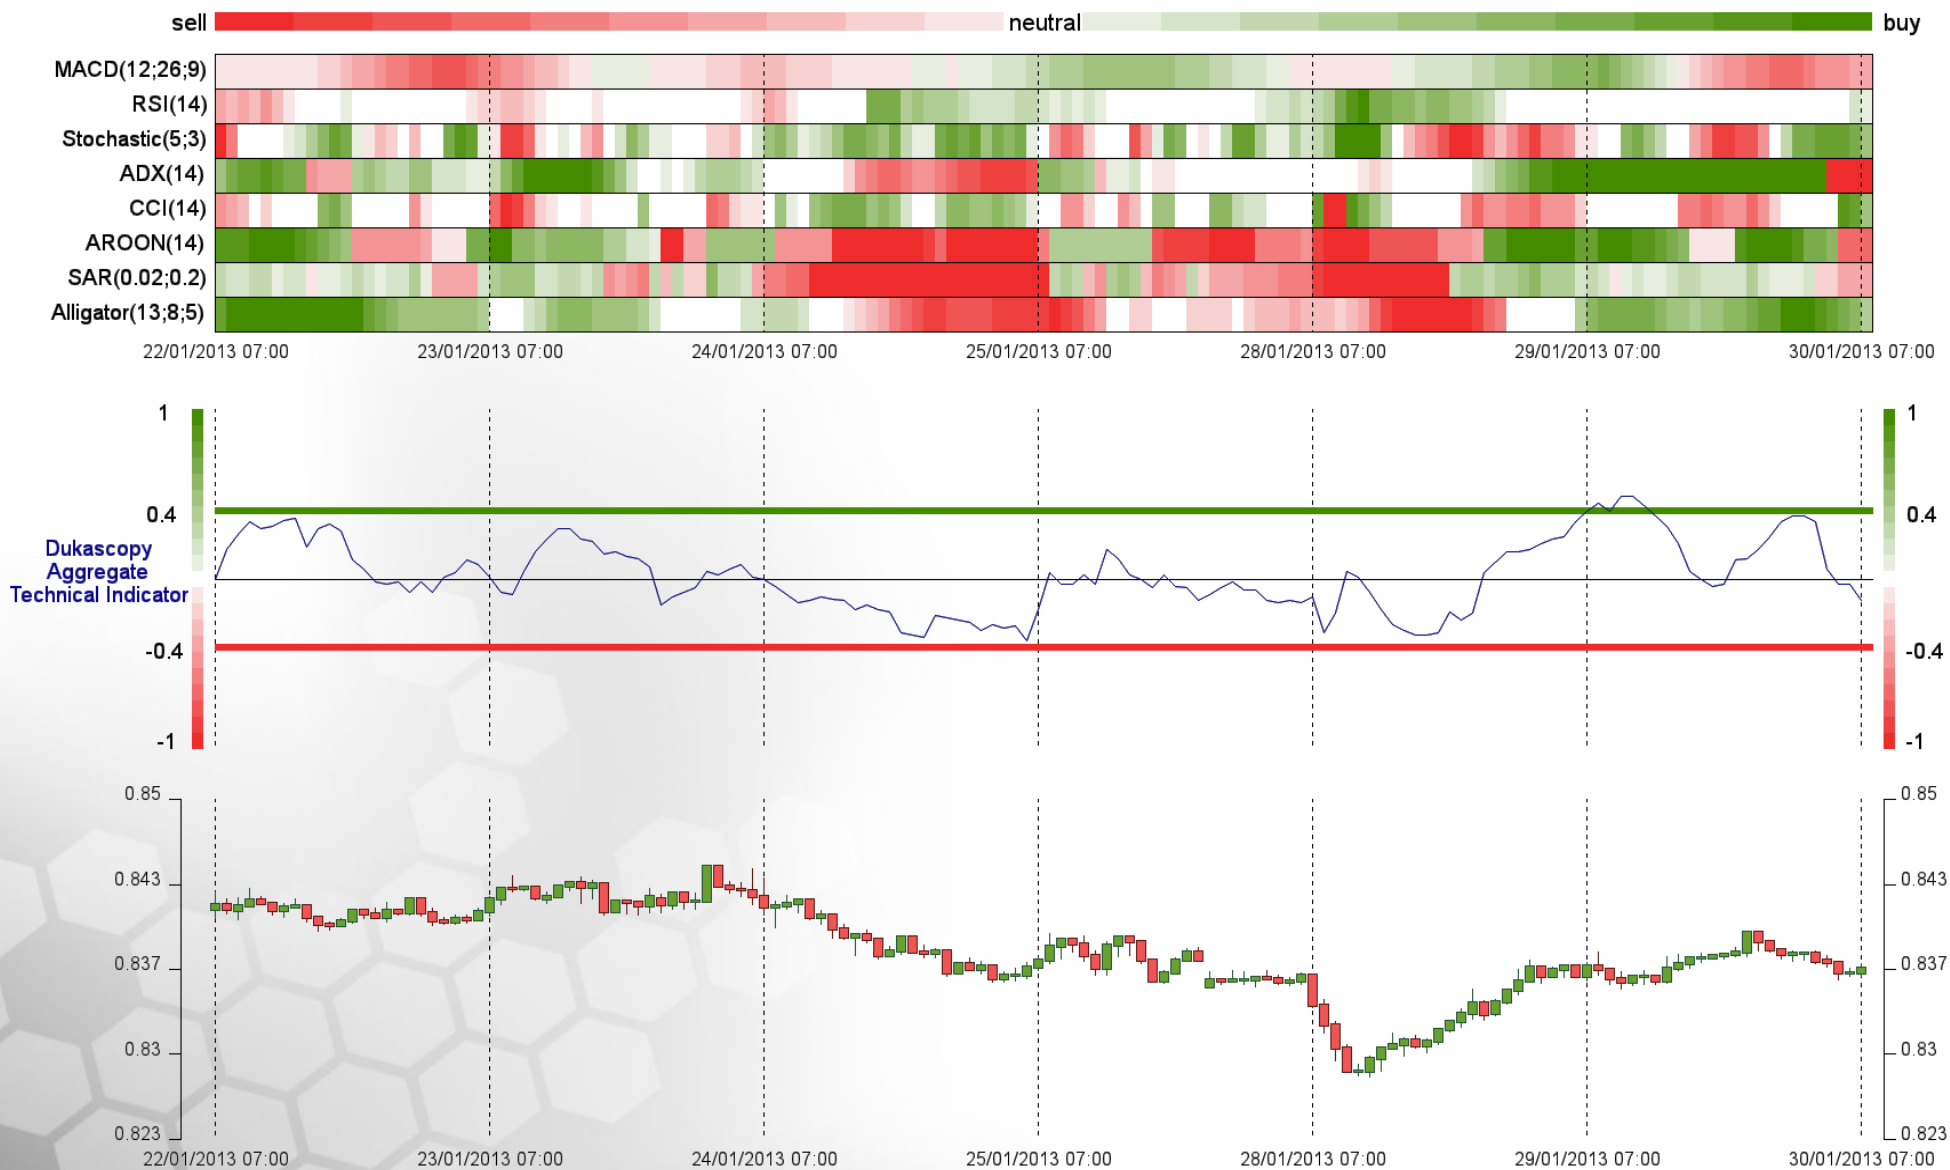 sell neutral buy
MACD(12;26;9)
RSI(14)
Stochastic(5;3)
ADX(14)
CCI(14)
AROON(14)
SAR(0.02;0.2)
Alligator(13;8;5)
22/01/2013 07:00 23/01/2013 07:00 24/01/2013 07:00 25/01/2013 07:00 28/01/2013 07:00 29/01/2013 07:00 30/01/2013 07:00
1 1
0.4 0.4
Dukascopy
Aggregate
Technical Indicator
-0.4 -0.4
-1 -1
0.85 0.85
0.843 0.843
0.837 0.837
0.83 0.83
0.823 0.823
22/01/2013 07:00 23/01/2013 07:00 24/01/2013 07:00 25/01/2013 07:00 28/01/2013 07:00 29/01/2013 07:00 30/01/2013 07:00